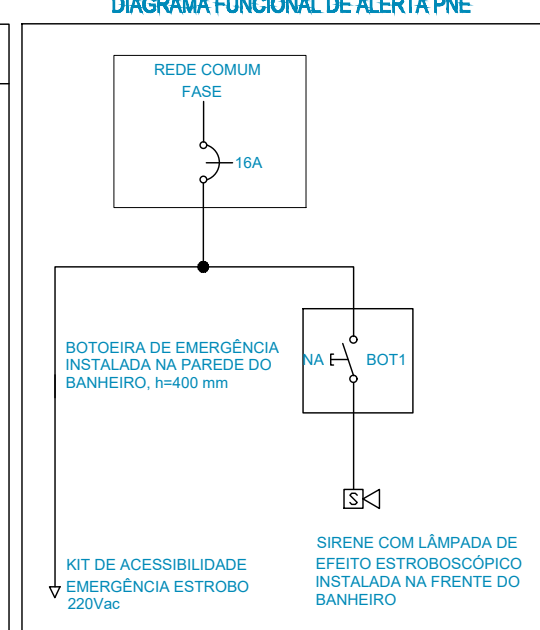 DIAGRAMA FUNCIONAL DE ALERTA PNE
REDE COMUM
FASE
16A
BOTOEIRA DE EMERGÊNCIA
INSTALADA NA PAREDE DO
BANHEIRO, h=400 mm
NA
BOT1
S
SIRENE COM LÂMPADA DE
EFEITO ESTROBOSCÓPICO
INSTALADA NA FRENTE DO
BANHEIRO
KIT DE ACESSIBILIDADE
EMERGÊNCIA ESTROBO
220Vac